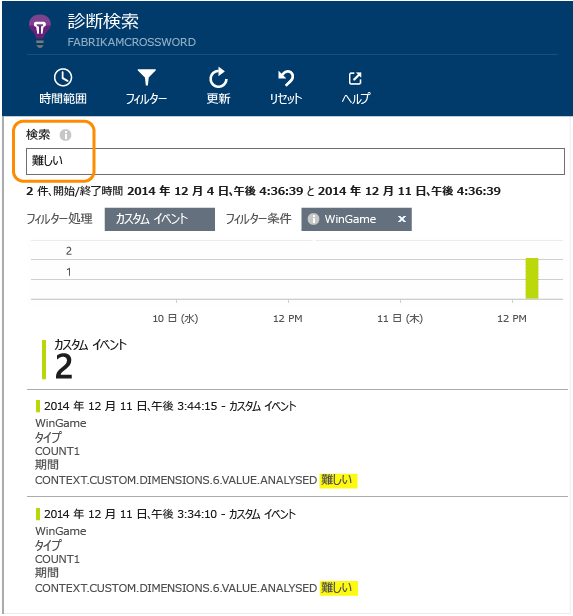 診断検索
FABRIKAMCROSSWORD
時間範囲 フィルター 更新 リセット ヘルプ
検索
難しい
2 件、開始/終了時間 2014 年 12 月 4 日、午後 4:36:39 と 2014 年 12 月 11 日、午後 4:36:39
フィルター処理 カスタム イベント フィルター条件 WinGame ×
2
1
10 日 (水) 12 PM 11 日 (木) 12 PM
カスタム イベント
2
2014 年 12 月 11 日、午後 3:44:15 - カスタム イベント
WinGame
タイプ
COUNT1
期間
CONTEXT.CUSTOM.DIMENSIONS.6.VALUE.ANALYSED 難しい
2014 年 12 月 11 日、午後 3:34:10 - カスタム イベント
WinGame
タイプ
COUNT1
期間
CONTEXT.CUSTOM.DIMENSIONS.6.VALUE.ANALYSED 難しい